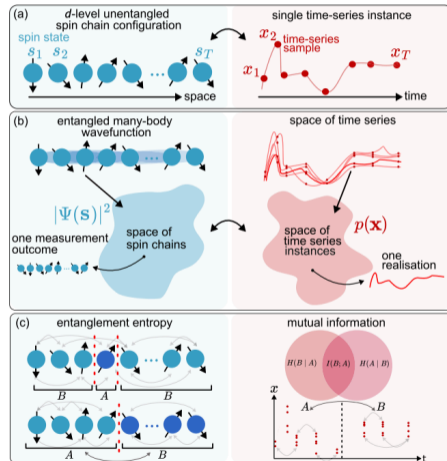 (a)
d-level unentangled
spin chain configuration
single time-series instance
spin state
s₁ s₂ s_T
space
x₂
time-series
sample
x₁
x_T
time
(b)
entangled many-body
wavefunction
space of time series
|Ψ(s)|²
p(x)
one measurement
outcome
space of
spin chains
space of
time series
instances
one
realisation
(c)
entanglement entropy
mutual information
B A B
A B
H(B | A) I(B; A) H(A | B)
x
A B
t